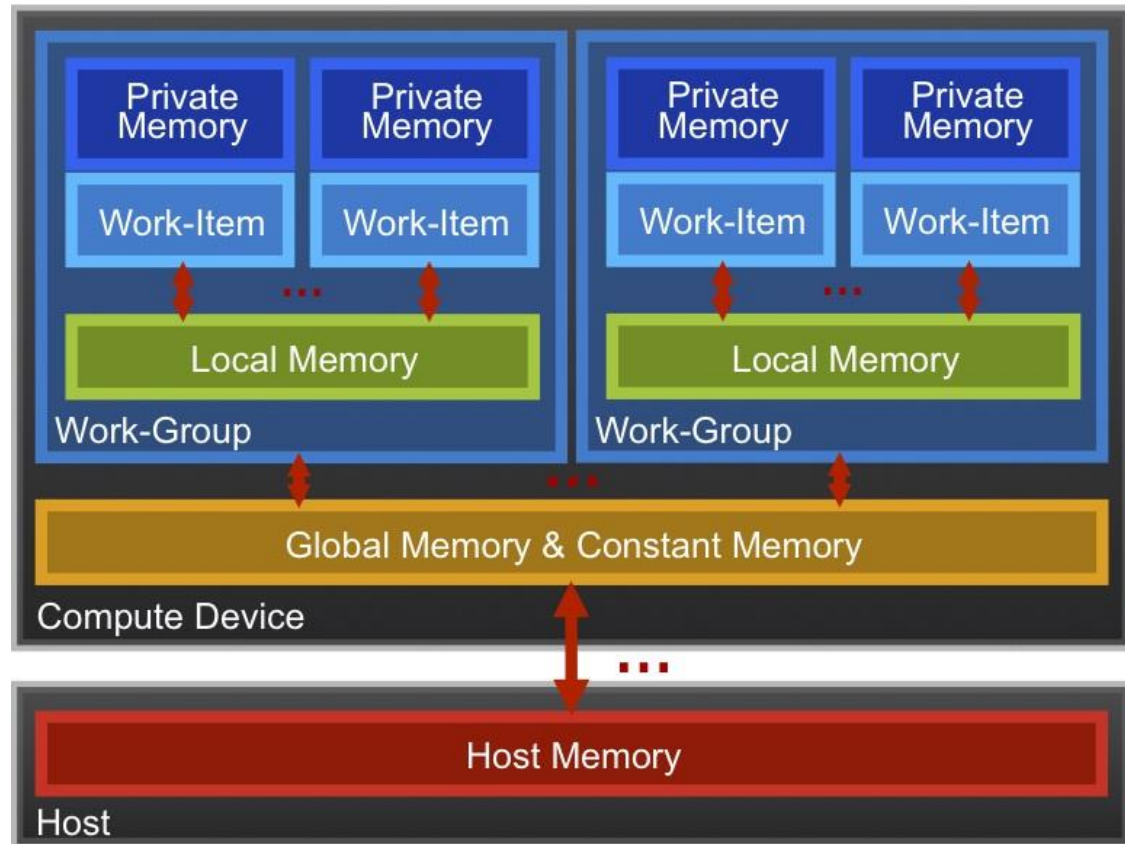 Private
Memory
Private
Memory
Private
Memory
Private
Memory
Work-Item
Work-Item
Work-Item
Work-Item
...
...
Local Memory
Local Memory
Work-Group
Work-Group
...
Global Memory & Constant Memory
Compute Device
...
Host Memory
Host